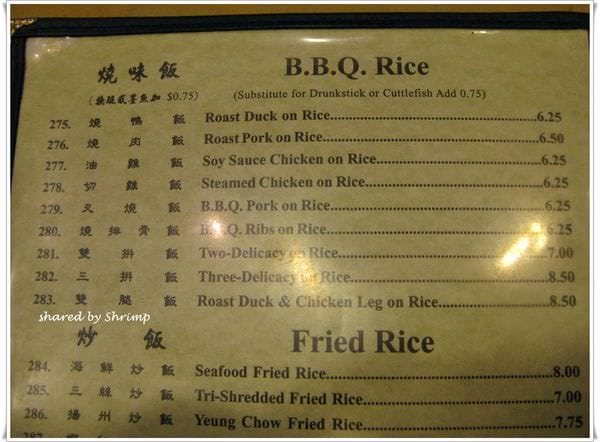 燒味飯 B.B.Q. Rice
(換腿或墨魚加 $0.75) (Substitute for Drunkstick or Cuttlefish Add 0.75)
275. 燒鴨飯 Roast Duck on Rice 6.25
276. 燒肉飯 Roast Pork on Rice 6.50
277. 油雞飯 Soy Sauce Chicken on Rice 6.25
278. 切雞飯 Steamed Chicken on Rice 6.25
279. 叉燒飯 B.B.Q. Pork on Rice 6.25
280. 燒排骨飯 B.B.Q. Ribs on Rice 6.25
281. 雙拼飯 Two-Delicacy on Rice 7.00
282. 三拼飯 Three-Delicacy on Rice 8.50
283. 雙腿飯 Roast Duck & Chicken Leg on Rice 8.50
shared by Shrimp
炒飯 Fried Rice
284. 海鮮炒飯 Seafood Fried Rice 8.00
285. 三絲炒飯 Tri-Shredded Fried Rice 7.00
286. 揚州炒飯 Yeung Chow Fried Rice 7.75
287.